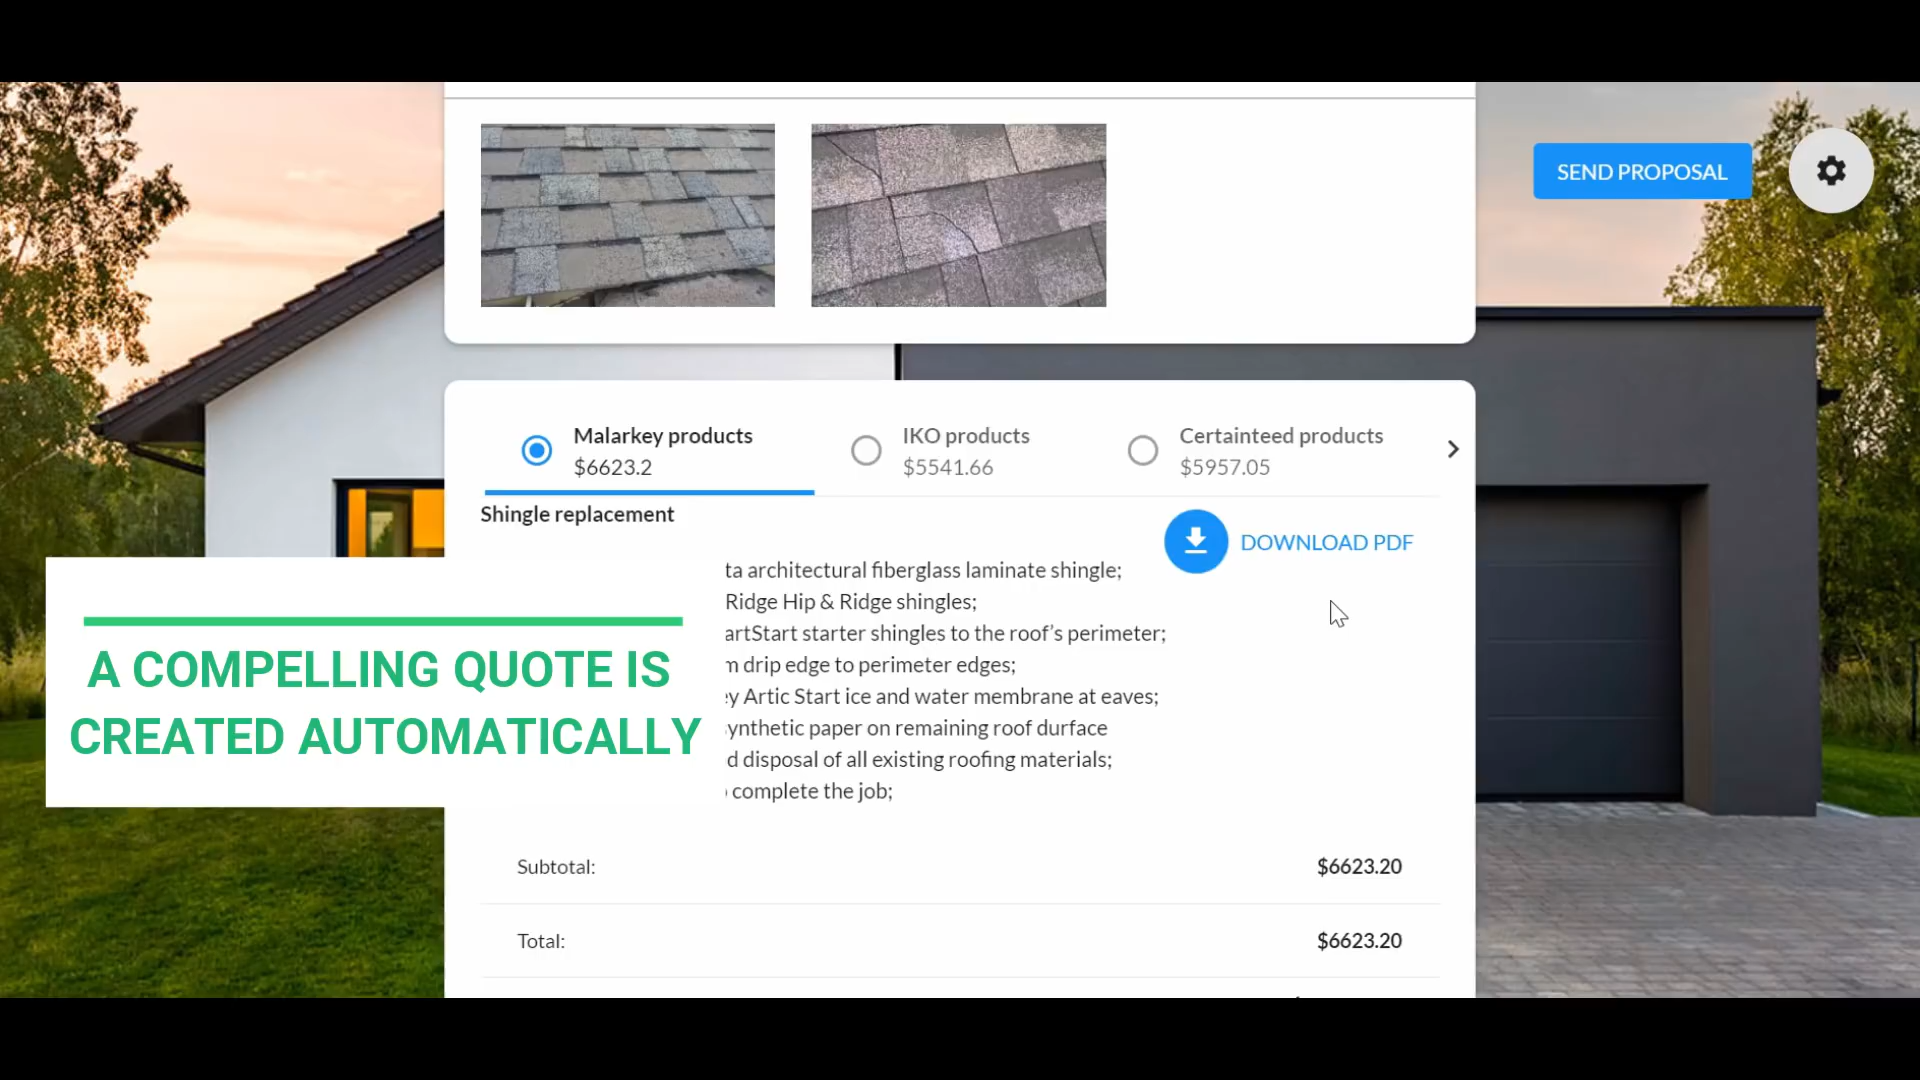 SEND PROPOSAL
Malarkey products
$6623.2
IKO products
$5541.66
Certainteed products
$5957.05
Shingle replacement
DOWNLOAD PDF
architectural fiberglass laminate shingle;
Ridge Hip & Ridge shingles;
starter shingles to the roof’s perimeter;
drip edge to perimeter edges;
Artic Start ice and water membrane at eaves;
paper on remaining roof durface
disposal of all existing roofing materials;
complete the job;
A COMPELLING QUOTE IS
CREATED AUTOMATICALLY
Subtotal:
$6623.20
Total:
$6623.20